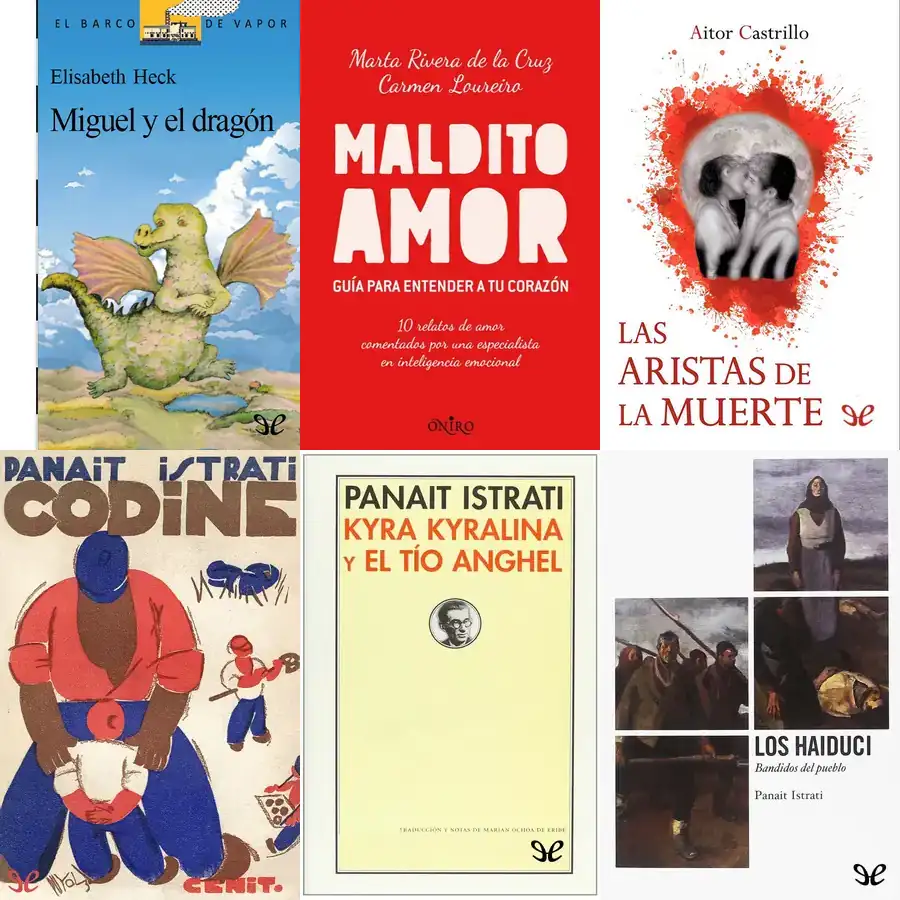 EL BARCO DE VAPOR
Elisabeth Heck
Miguel y el dragón
Marta Rivera de la Cruz
Carmen Loureiro
MALDITO
AMOR
GUÍA PARA ENTENDER A TU CORAZÓN
10 relatos de amor
comentados por una especialista
en inteligencia emocional
ONIRO
Aitor Castrillo
LAS
ARISTAS DE
LA MUERTE
PANAiT iSTRATi
CODiNE
CENiT.
PANAIT ISTRATI
KYRA KYRALINA
Y EL TÍO ANGHEL
TRADUCCIÓN Y NOTAS DE MARIAN OCHOA DE ERIBE
LOS HAIDUCI
Bandidos del pueblo
Panait Istrati